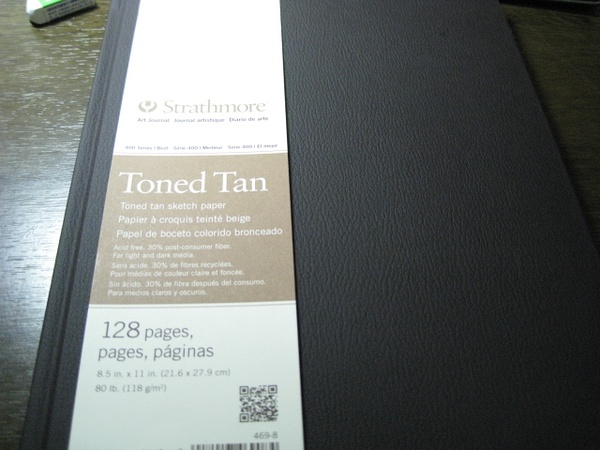 Strathmore
Art Journal Journal artistique Diario de arte
400 Series | Best Série 400 | Meilleur Serie 400 | El mejor
Toned Tan
Toned tan sketch paper
Papier à croquis teinté beige
Papel de boceto colorido bronceado
Acid free. 30% post-consumer fiber.
For light and dark media.
Sans acide. 30% de fibres recyclées.
Pour médias de couleur claire et foncée.
Sin ácido. 30% de fibra después del consumo.
Para medios claros y oscuros.
128 pages,
pages, páginas
8.5 in. x 11 in. (21.6 x 27.9 cm)
80 lb. (118 g/m²)
469-8